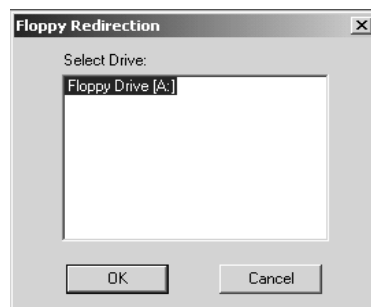 Floppy Redirection
Select Drive:
Floppy Drive [A:]
OK
Cancel